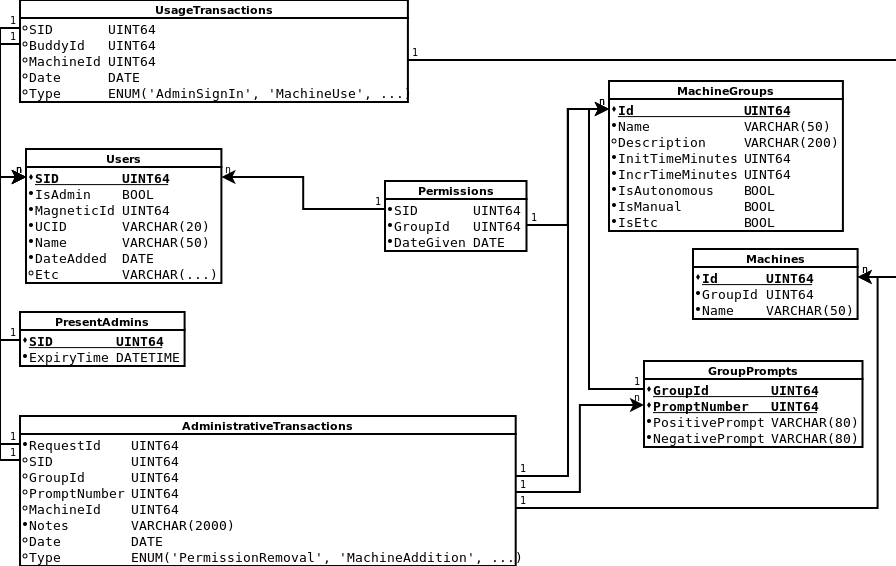 UsageTransactions
SID UINT64
BuddyId UINT64
MachineId UINT64
Date DATE
Type ENUM('AdminSignIn', 'MachineUse', ...)
1
1
1
MachineGroups
Id UINT64
Name VARCHAR(50)
Description VARCHAR(200)
InitTimeMinutes UINT64
IncrTimeMinutes UINT64
IsAutonomous BOOL
IsManual BOOL
IsEtc BOOL
n
Users
SID UINT64
IsAdmin BOOL
MagneticId UINT64
UCID VARCHAR(20)
Name VARCHAR(50)
DateAdded DATE
Etc VARCHAR(...)
n
n
Permissions
SID UINT64
GroupId UINT64
DateGiven DATE
1
1
Machines
Id UINT64
GroupId UINT64
Name VARCHAR(50)
n
PresentAdmins
SID UINT64
ExpiryTime DATETIME
1
GroupPrompts
GroupId UINT64
PromptNumber UINT64
PositivePrompt VARCHAR(80)
NegativePrompt VARCHAR(80)
1
n
AdministrativeTransactions
RequestId UINT64
SID UINT64
GroupId UINT64
PromptNumber UINT64
MachineId UINT64
Notes VARCHAR(2000)
Date DATE
Type ENUM('PermissionRemoval', 'MachineAddition', ...)
1
1
1
1
1